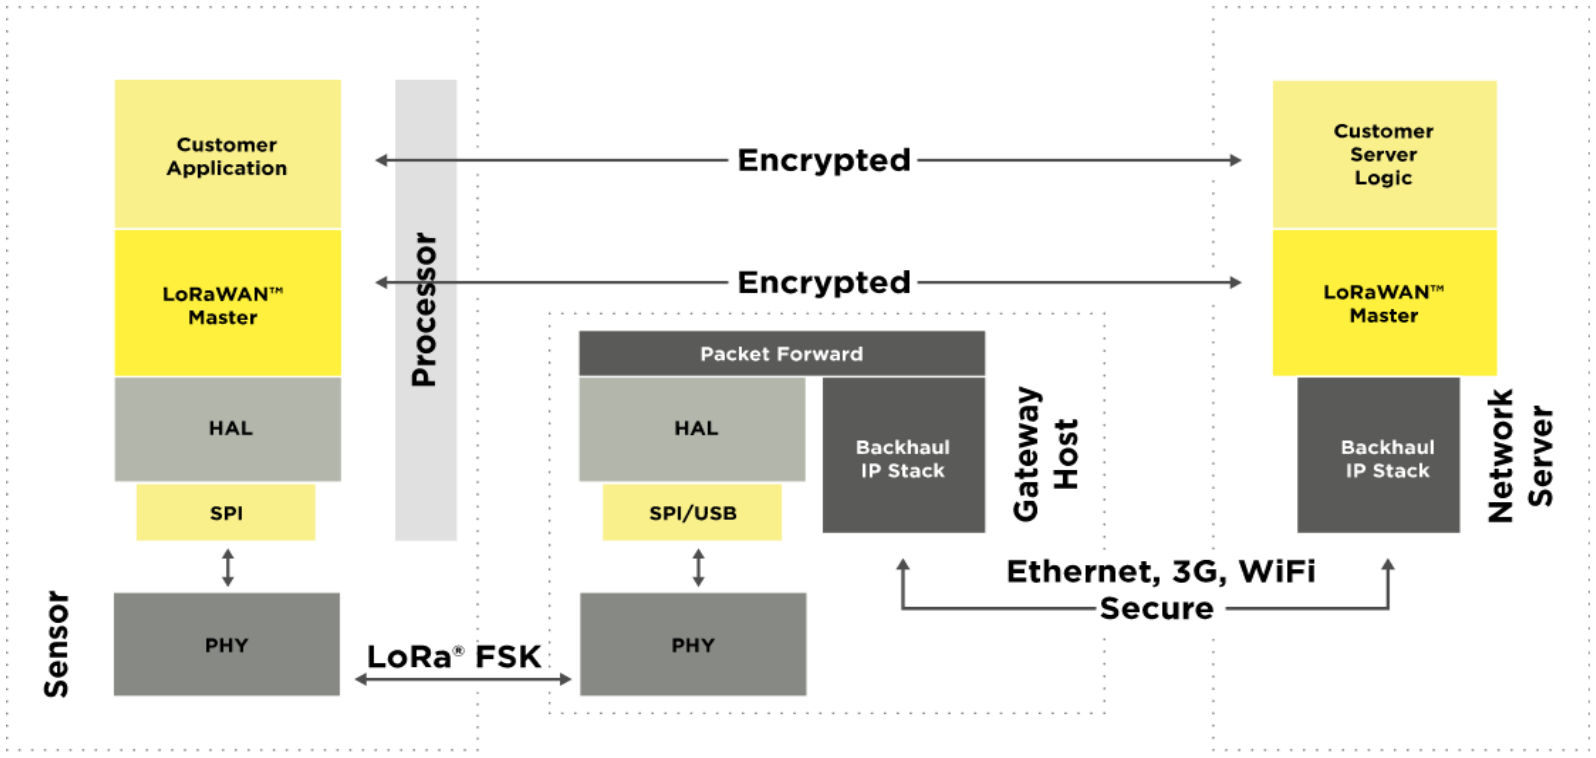 Customer
Application
LoRaWAN™
Master
HAL
SPI
PHY
Sensor
Processor
Encrypted
Encrypted
LoRa® FSK
Packet Forward
HAL
SPI/USB
PHY
Backhaul
IP Stack
Gateway
Host
Ethernet, 3G, WiFi
Secure
Customer
Server
Logic
LoRaWAN™
Master
Backhaul
IP Stack
Network
Server